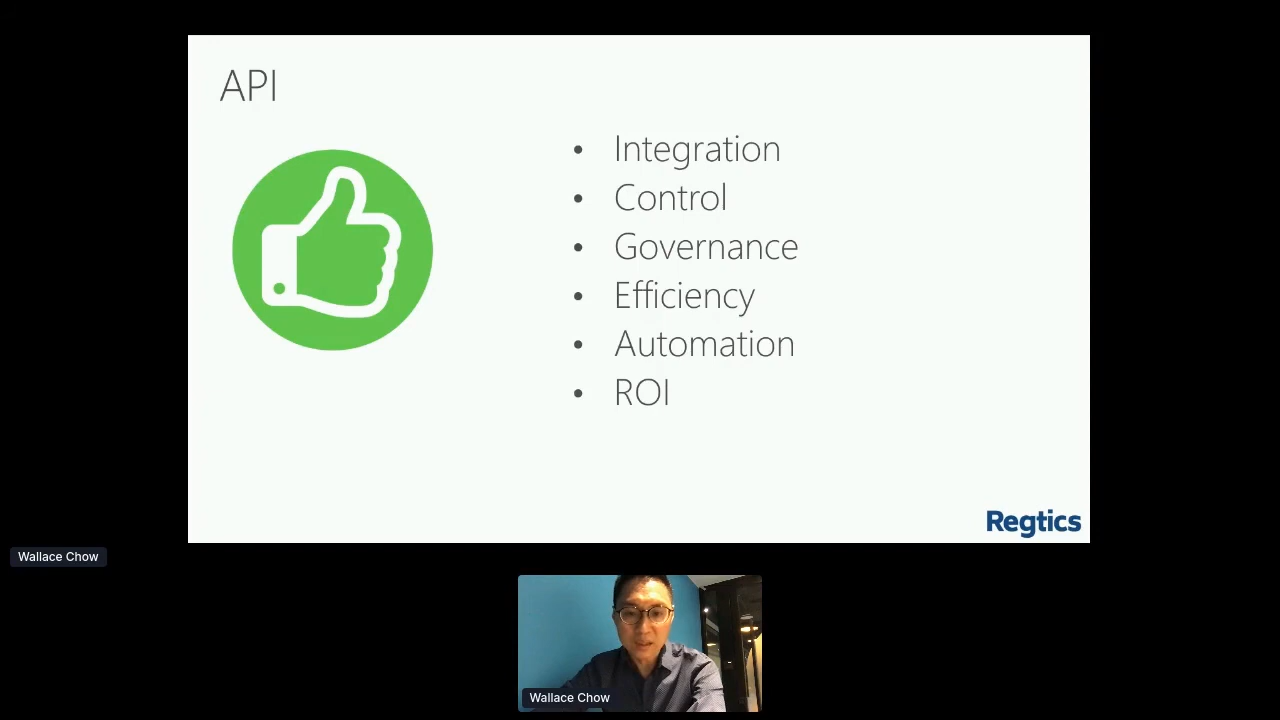 API
Integration
Control
Governance
Efficiency
Automation
ROI
Regtics
Wallace Chow
Wallace Chow